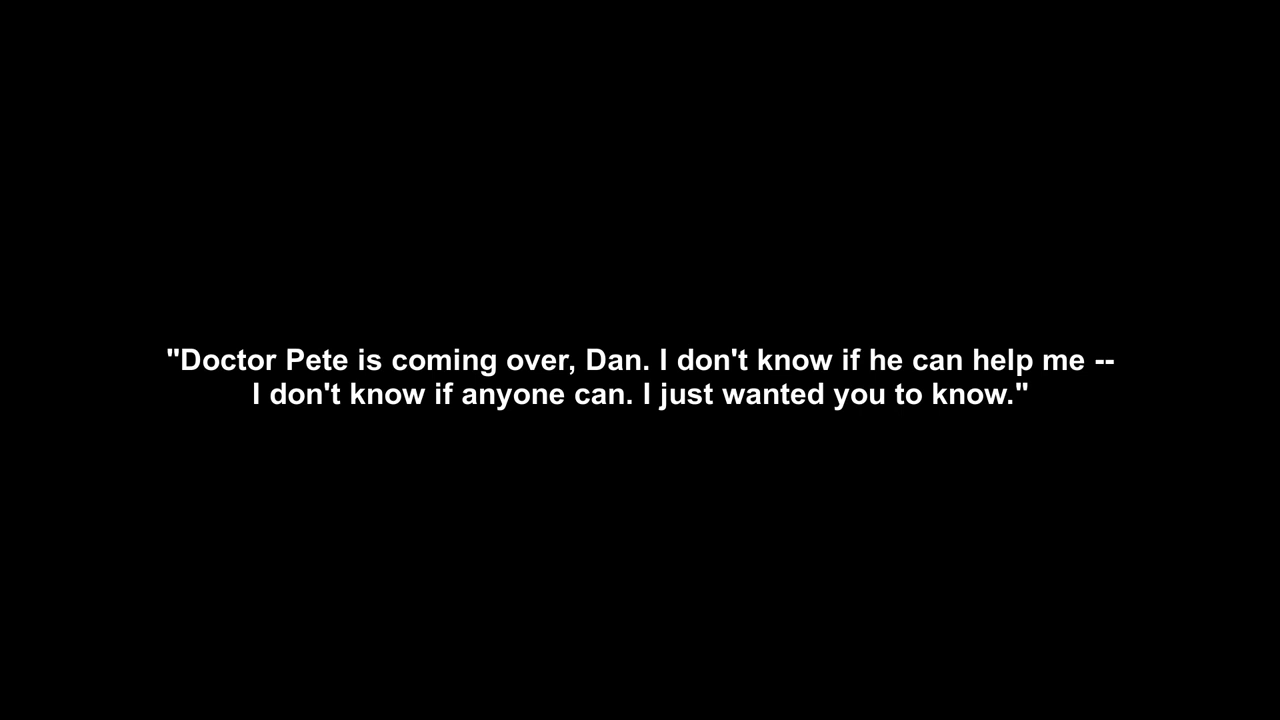 "Doctor Pete is coming over, Dan. I don't know if he can help me --
I don't know if anyone can. I just wanted you to know."